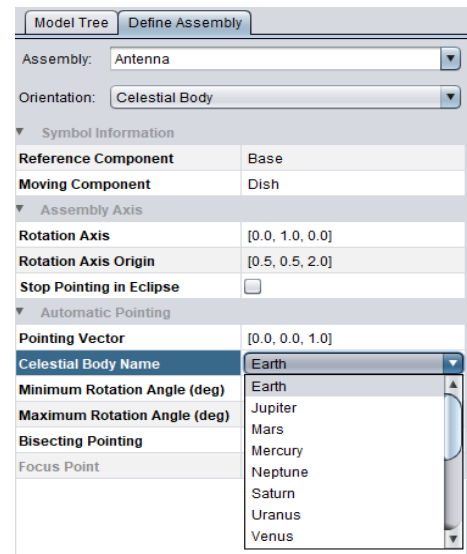 Model Tree Define Assembly
Assembly: Antenna
Orientation: Celestial Body
Symbol Information
Reference Component Base
Moving Component Dish
Assembly Axis
Rotation Axis [0.0, 1.0, 0.0]
Rotation Axis Origin [0.5, 0.5, 2.0]
Stop Pointing in Eclipse
Automatic Pointing
Pointing Vector [0.0, 0.0, 1.0]
Celestial Body Name Earth
Minimum Rotation Angle (deg) Earth
Jupiter
Maximum Rotation Angle (deg) Mars
Bisecting Pointing Mercury
Focus Point Neptune
Saturn
Uranus
Venus